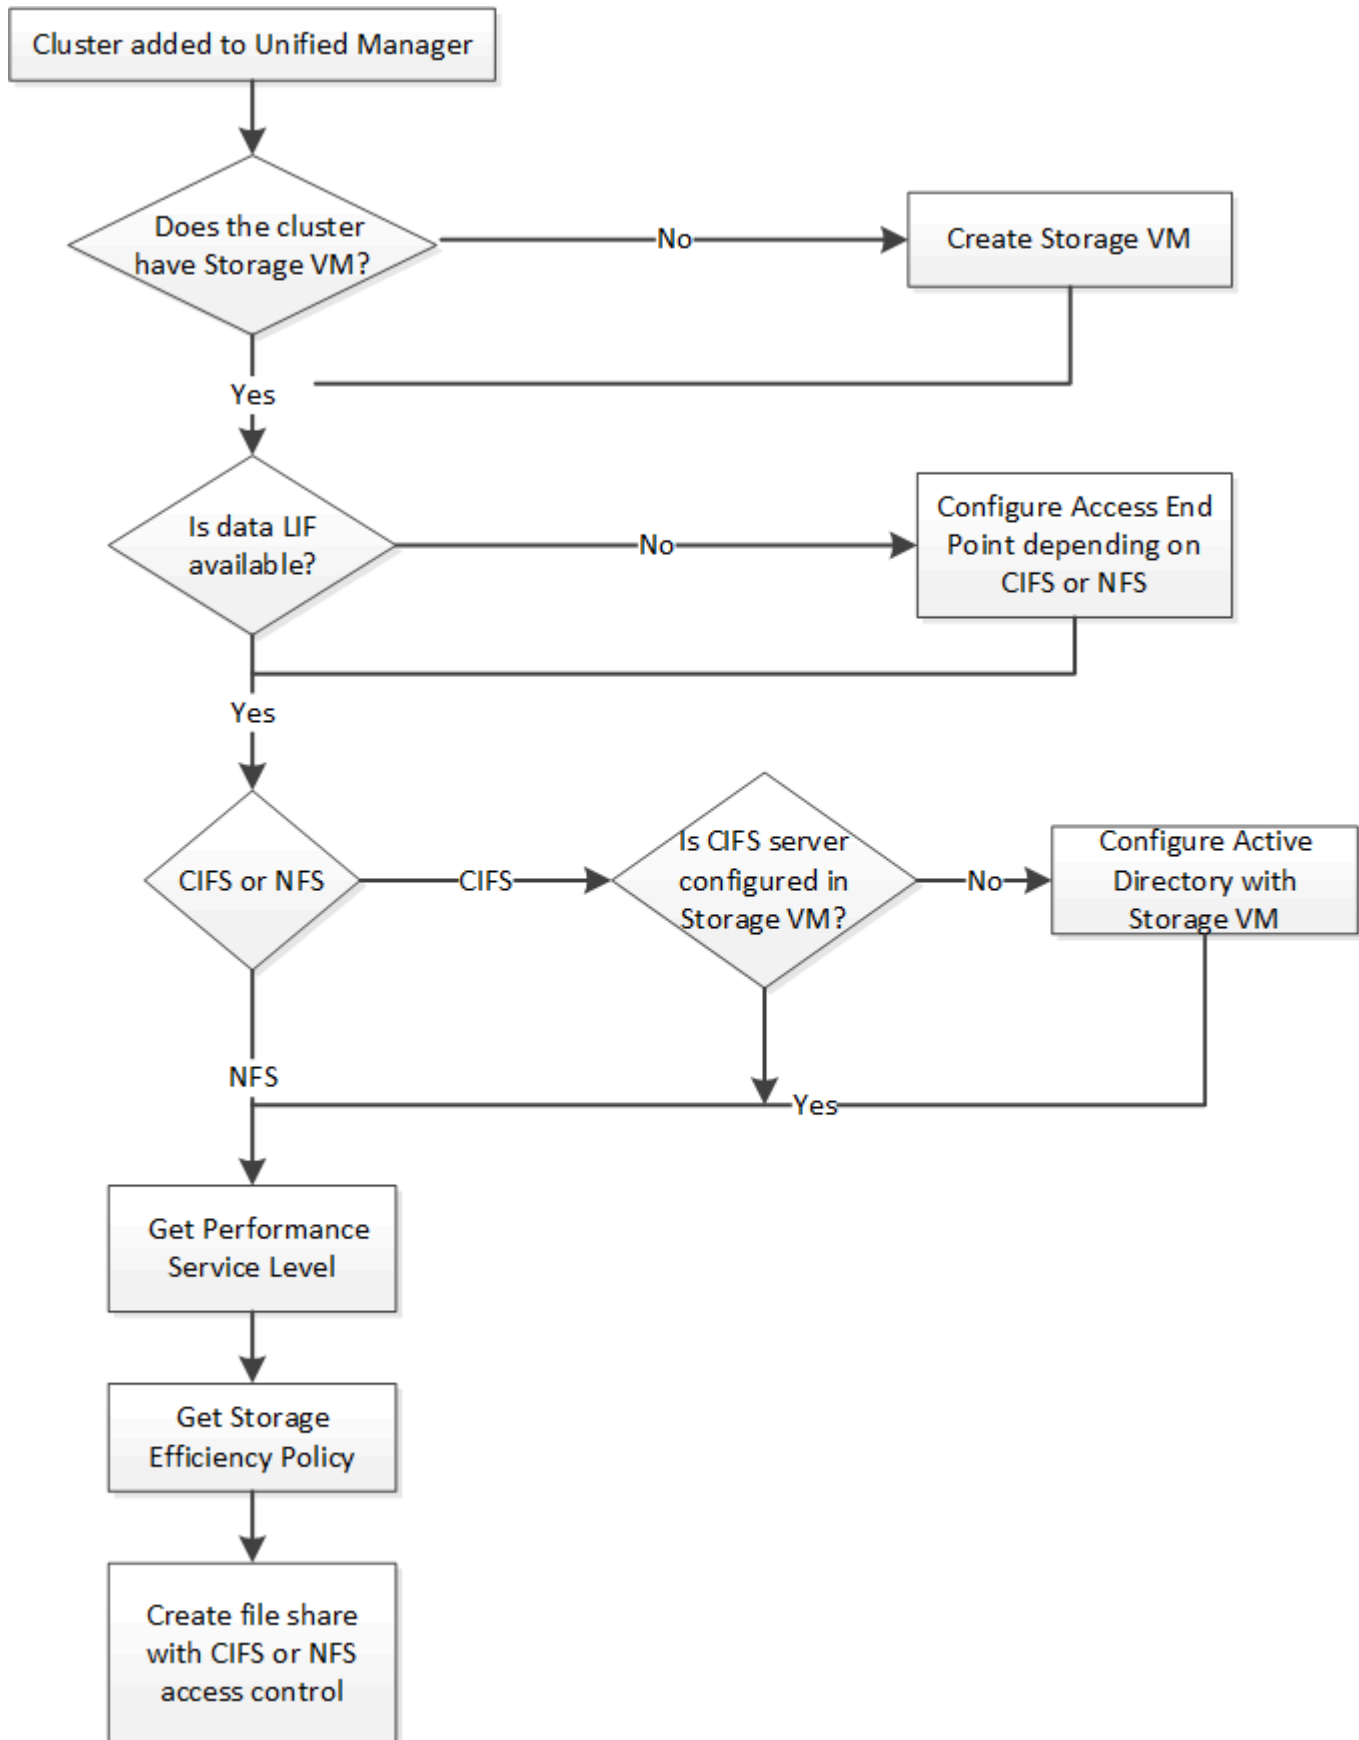 Cluster added to Unified Manager
Does the cluster
have Storage VM?
No
Create Storage VM
Yes
Is data LIF
available?
No
Configure Access End
Point depending on
CIFS or NFS
Yes
CIFS or NFS
CIFS
Is CIFS server
configured in
Storage VM?
No
Configure Active
Directory with
Storage VM
NFS
Yes
Get Performance
Service Level
Get Storage
Efficiency Policy
Create file share
with CIFS or NFS
access control